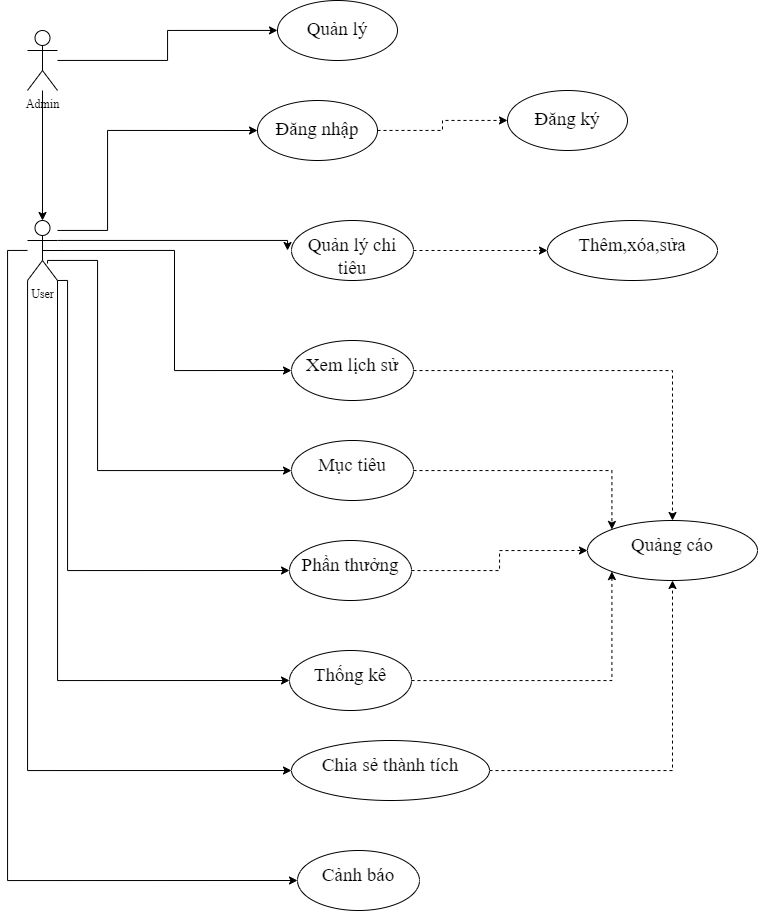 Quản lý
Admin
Đăng nhập
Đăng ký
User
Quản lý chi
tiêu
Thêm,xóa,sửa
Xem lịch sử
Mục tiêu
Quảng cáo
Phần thưởng
Thống kê
Chia sẻ thành tích
Cảnh báo